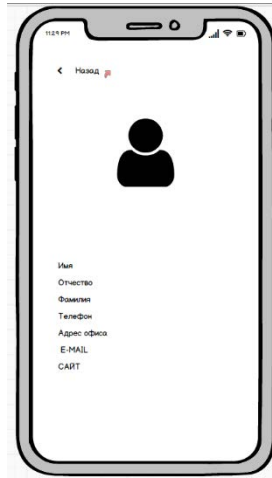 11:29 PM
Назад
Имя
Отчество
Фамилия
Телефон
Адрес офиса
E-MAIL
САЙТ